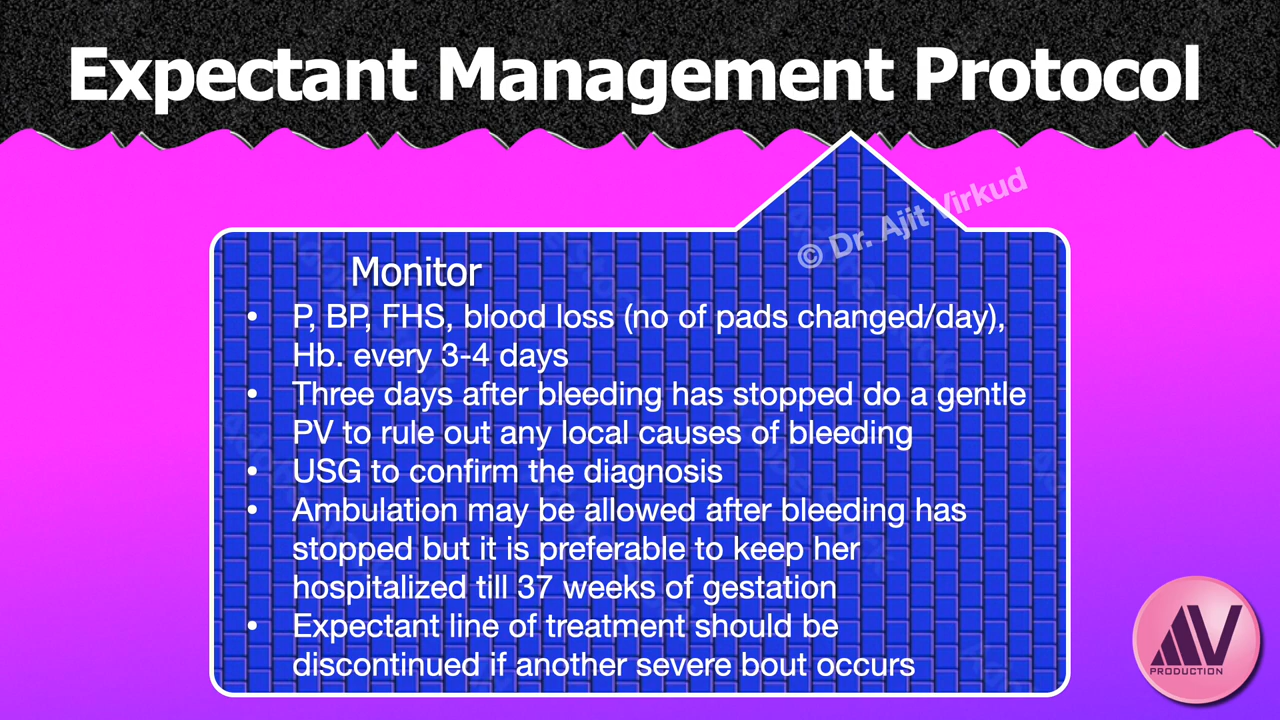 Expectant Management Protocol
© Dr. Ajit Virkud
Monitor
• P, BP, FHS, blood loss (no of pads changed/day),
Hb. every 3-4 days
• Three days after bleeding has stopped do a gentle
PV to rule out any local causes of bleeding
• USG to confirm the diagnosis
• Ambulation may be allowed after bleeding has
stopped but it is preferable to keep her
hospitalized till 37 weeks of gestation
• Expectant line of treatment should be
discontinued if another severe bout occurs
AV
PRODUCTION